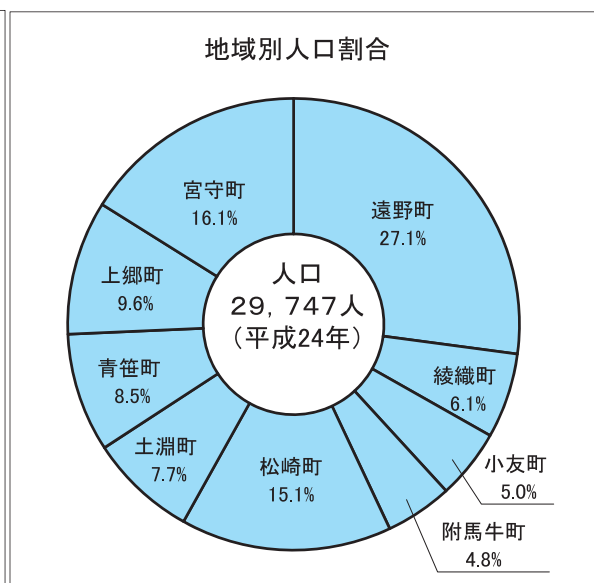 地域別人口割合
遠野町
27.1%
綾織町
6.1%
小友町
5.0%
附馬牛町
4.8%
松崎町
15.1%
土淵町
7.7%
青笹町
8.5%
上郷町
9.6%
宮守町
16.1%
人口
29,747人
(平成24年)